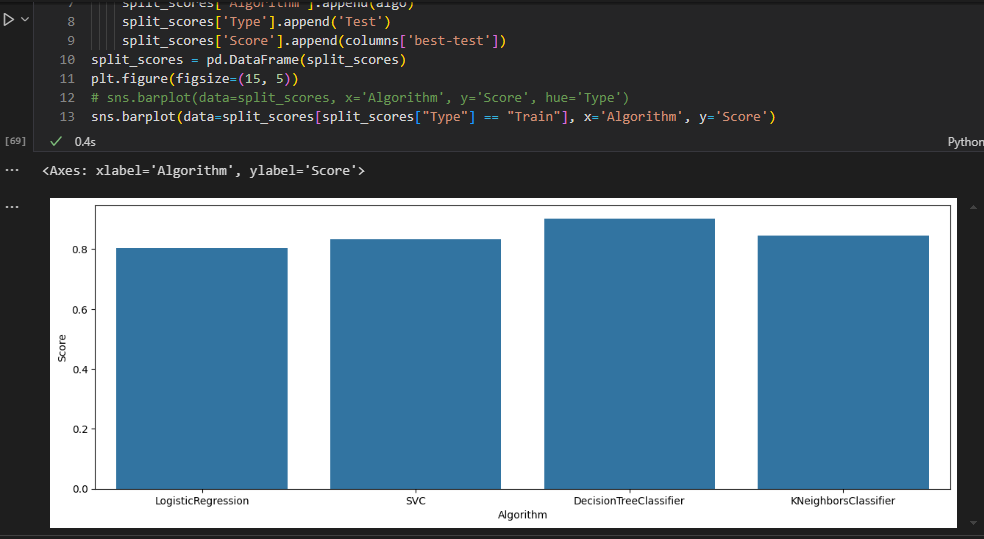 7 split_scores['Algorithm'].append(algo)
8 split_scores['Type'].append('Test')
9 split_scores['Score'].append(columns['best-test'])
10 split_scores = pd.DataFrame(split_scores)
11 plt.figure(figsize=(15, 5))
12 # sns.barplot(data=split_scores, x='Algorithm', y='Score', hue='Type')
13 sns.barplot(data=split_scores[split_scores["Type"] == "Train"], x='Algorithm', y='Score')
[69] ✓ 0.4s Python
... <Axes: xlabel='Algorithm', ylabel='Score'>
...
0.8
0.6
0.4
0.2
0.0
Score
LogisticRegression SVC DecisionTreeClassifier KNeighborsClassifier
Algorithm